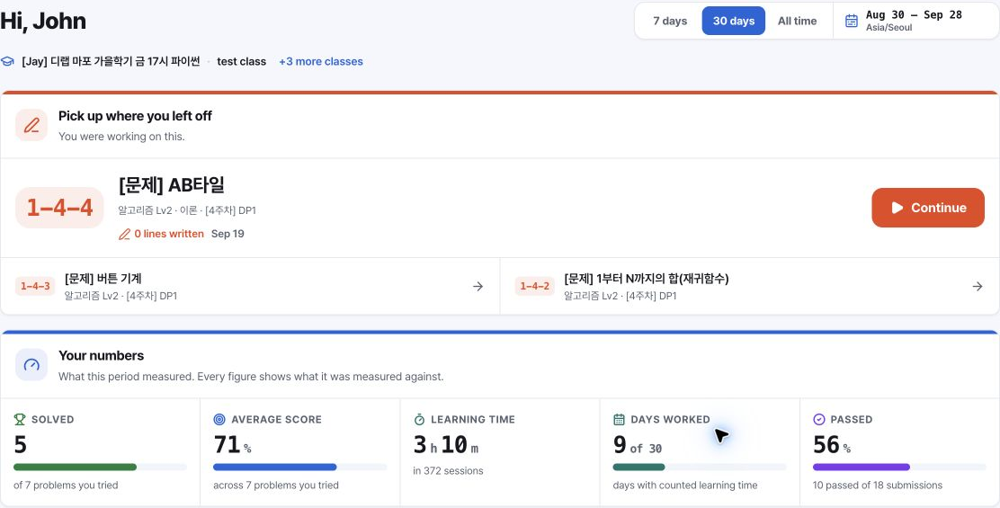 Hi, John
7 days 30 days All time Aug 30 – Sep 28
Asia/Seoul
[Jay] 디랩 마포 가을학기 금 17시 파이썬 · test class +3 more classes
Pick up where you left off
You were working on this.
1–4–4
[문제] AB타일
알고리즘 Lv2 · 이론 · [4주차] DP1
0 lines written Sep 19
Continue
1–4–3
[문제] 버튼 기계
알고리즘 Lv2 · [4주차] DP1
1–4–2
[문제] 1부터 N까지의 합(재귀함수)
알고리즘 Lv2 · [4주차] DP1
Your numbers
What this period measured. Every figure shows what it was measured against.
SOLVED
5
of 7 problems you tried
AVERAGE SCORE
71 %
across 7 problems you tried
LEARNING TIME
3 h 10 m
in 372 sessions
DAYS WORKED
9 of 30
days with counted learning time
PASSED
56 %
10 passed of 18 submissions